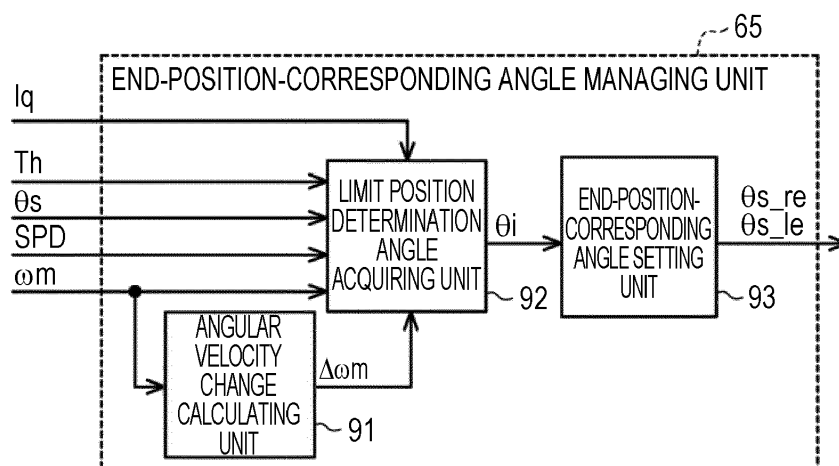 65
END-POSITION-CORRESPONDING ANGLE MANAGING UNIT
Iq
Th
θs
SPD
ωm
LIMIT POSITION
DETERMINATION
ANGLE
ACQUIRING UNIT
92
θi
END-POSITION-
CORRESPONDING
ANGLE SETTING
UNIT
93
θs_re
θs_le
ANGULAR
VELOCITY
CHANGE
CALCULATING
UNIT
91
Δωm